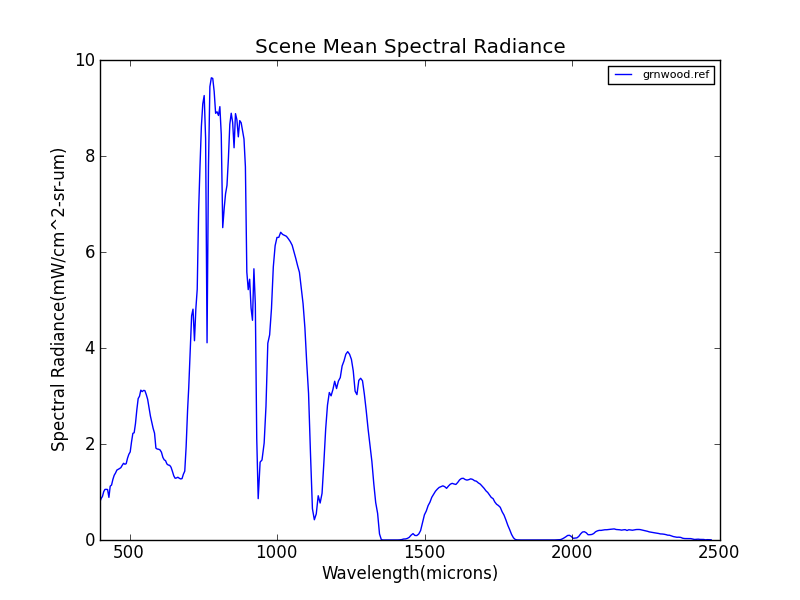 Scene Mean Spectral Radiance
grnwood.ref
10
8
6
4
2
0
Spectral Radiance(mW/cm^2-sr-um)
500
1000
1500
2000
2500
Wavelength(microns)